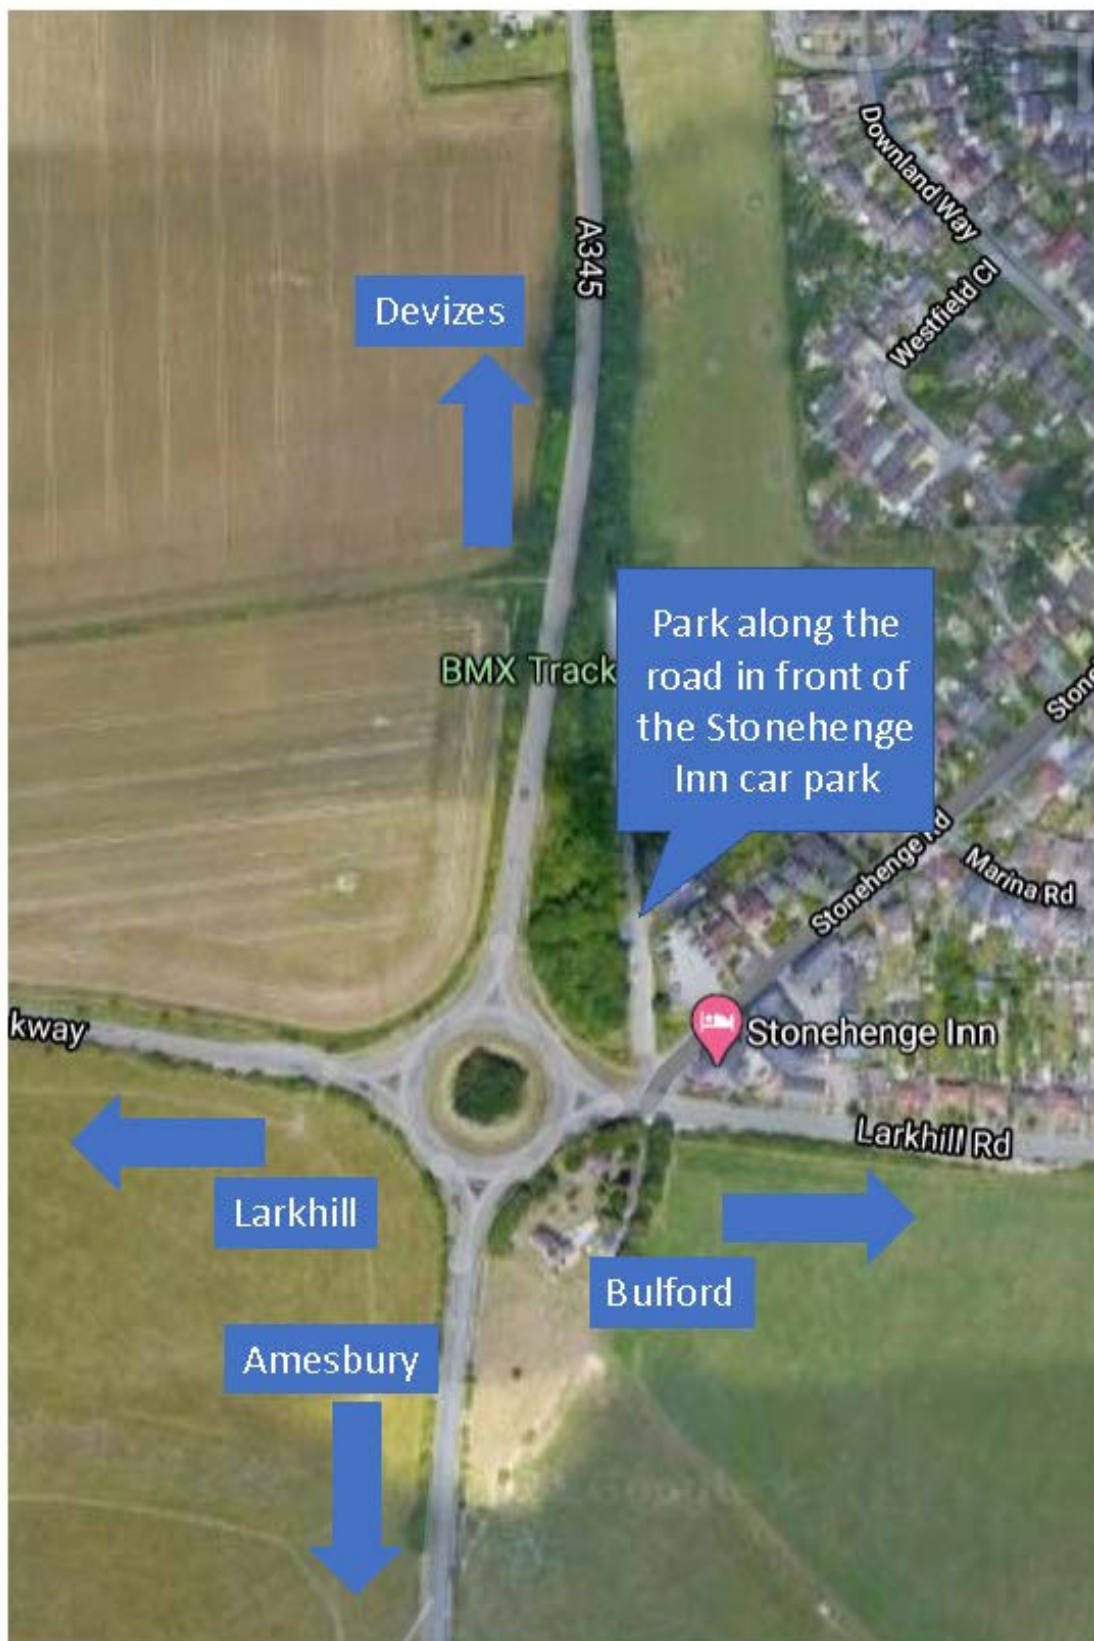 Downland Way
A345
Westfield Cl
Devizes
Park along the
road in front of
the Stonehenge
Inn car park
BMX Track
Stonehenge Rd
Marina Rd
kway
Stonehenge Inn
Larkhill Rd
Larkhill
Bulford
Amesbury
Google